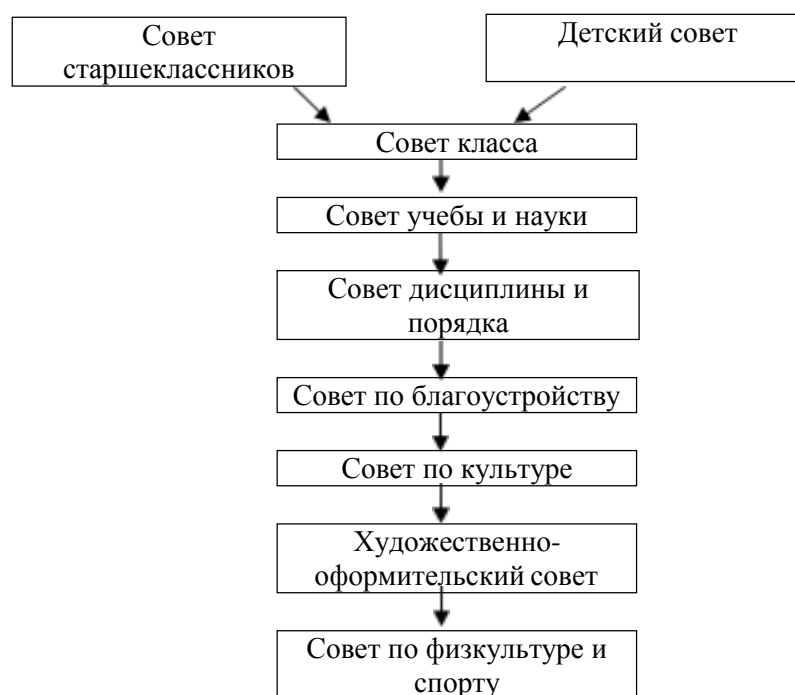 Совет
старшеклассников
Детский совет
Совет класса
Совет учебы и науки
Совет дисциплины и
порядка
Совет по благоустройству
Совет по культуре
Художественно-
оформительский совет
Совет по физкультуре и
спорту